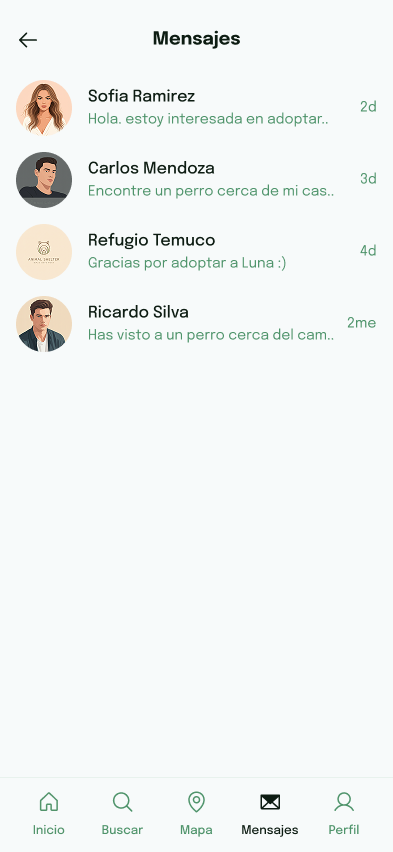 Mensajes
Sofia Ramirez
Hola. estoy interesada en adoptar..
2d
Carlos Mendoza
Encontre un perro cerca de mi cas..
3d
ANIMAL SHELTER
Refugio Temuco
Gracias por adoptar a Luna :)
4d
Ricardo Silva
Has visto a un perro cerca del cam..
2me
Inicio
Buscar
Mapa
Mensajes
Perfil